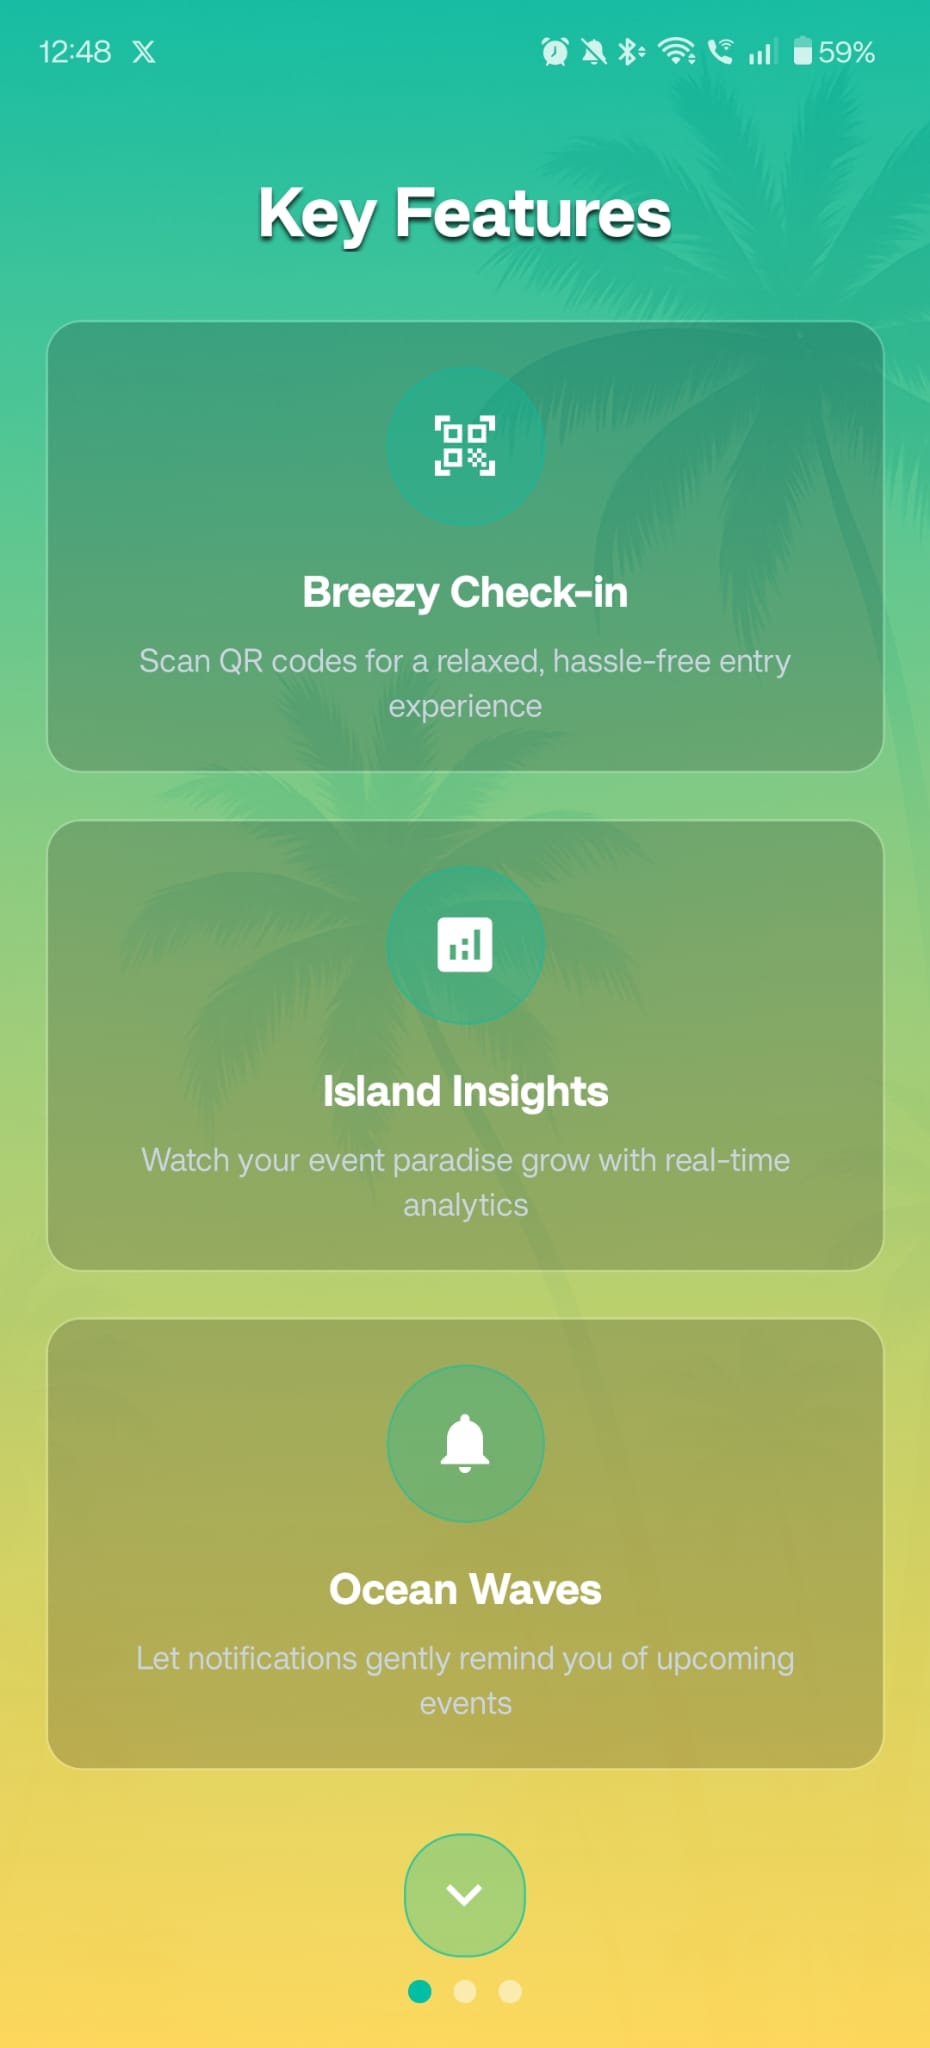 12:48 X 59%
Key Features
Breezy Check-in
Scan QR codes for a relaxed, hassle-free entry
experience
Island Insights
Watch your event paradise grow with real-time
analytics
Ocean Waves
Let notifications gently remind you of upcoming
events